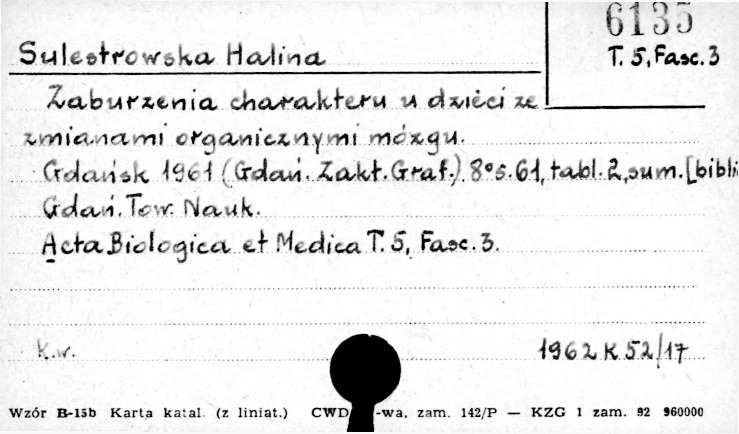 6135
T. 5, Fasc. 3
Sulestrowska Halina
Zaburzenia charakteru u dzieci ze
zmianami organicznymi mózgu.
Gdańsk 1961 (Gdań. Zakł. Graf.) 8° s. 61, tabl. 2, sum. [bibli
Gdań. Tow. Nauk.
Acta Biologica et Medica T. 5, Fasc. 3.
K.w.
1962 K 52/17
Wzór B-15b Karta katal. (z liniat.) CWD -wa, zam. 142/P — KZG 1 zam. 92 960000